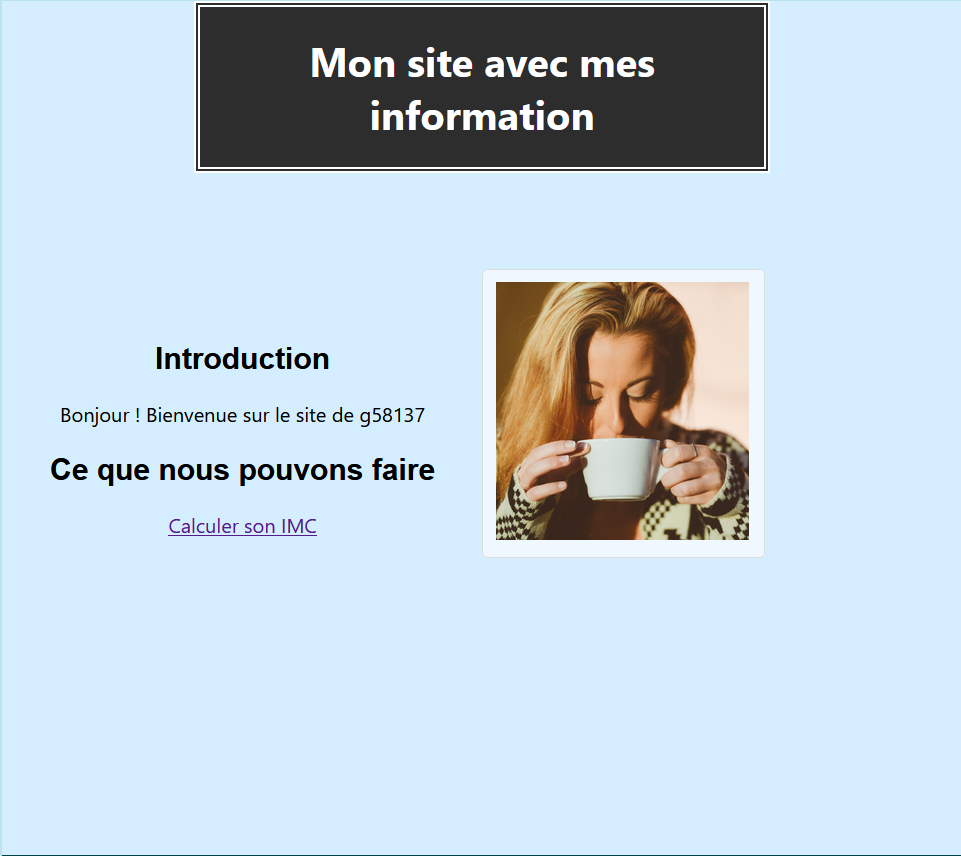 Mon site avec mes
information
Introduction
Bonjour ! Bienvenue sur le site de g58137
Ce que nous pouvons faire
Calculer son IMC